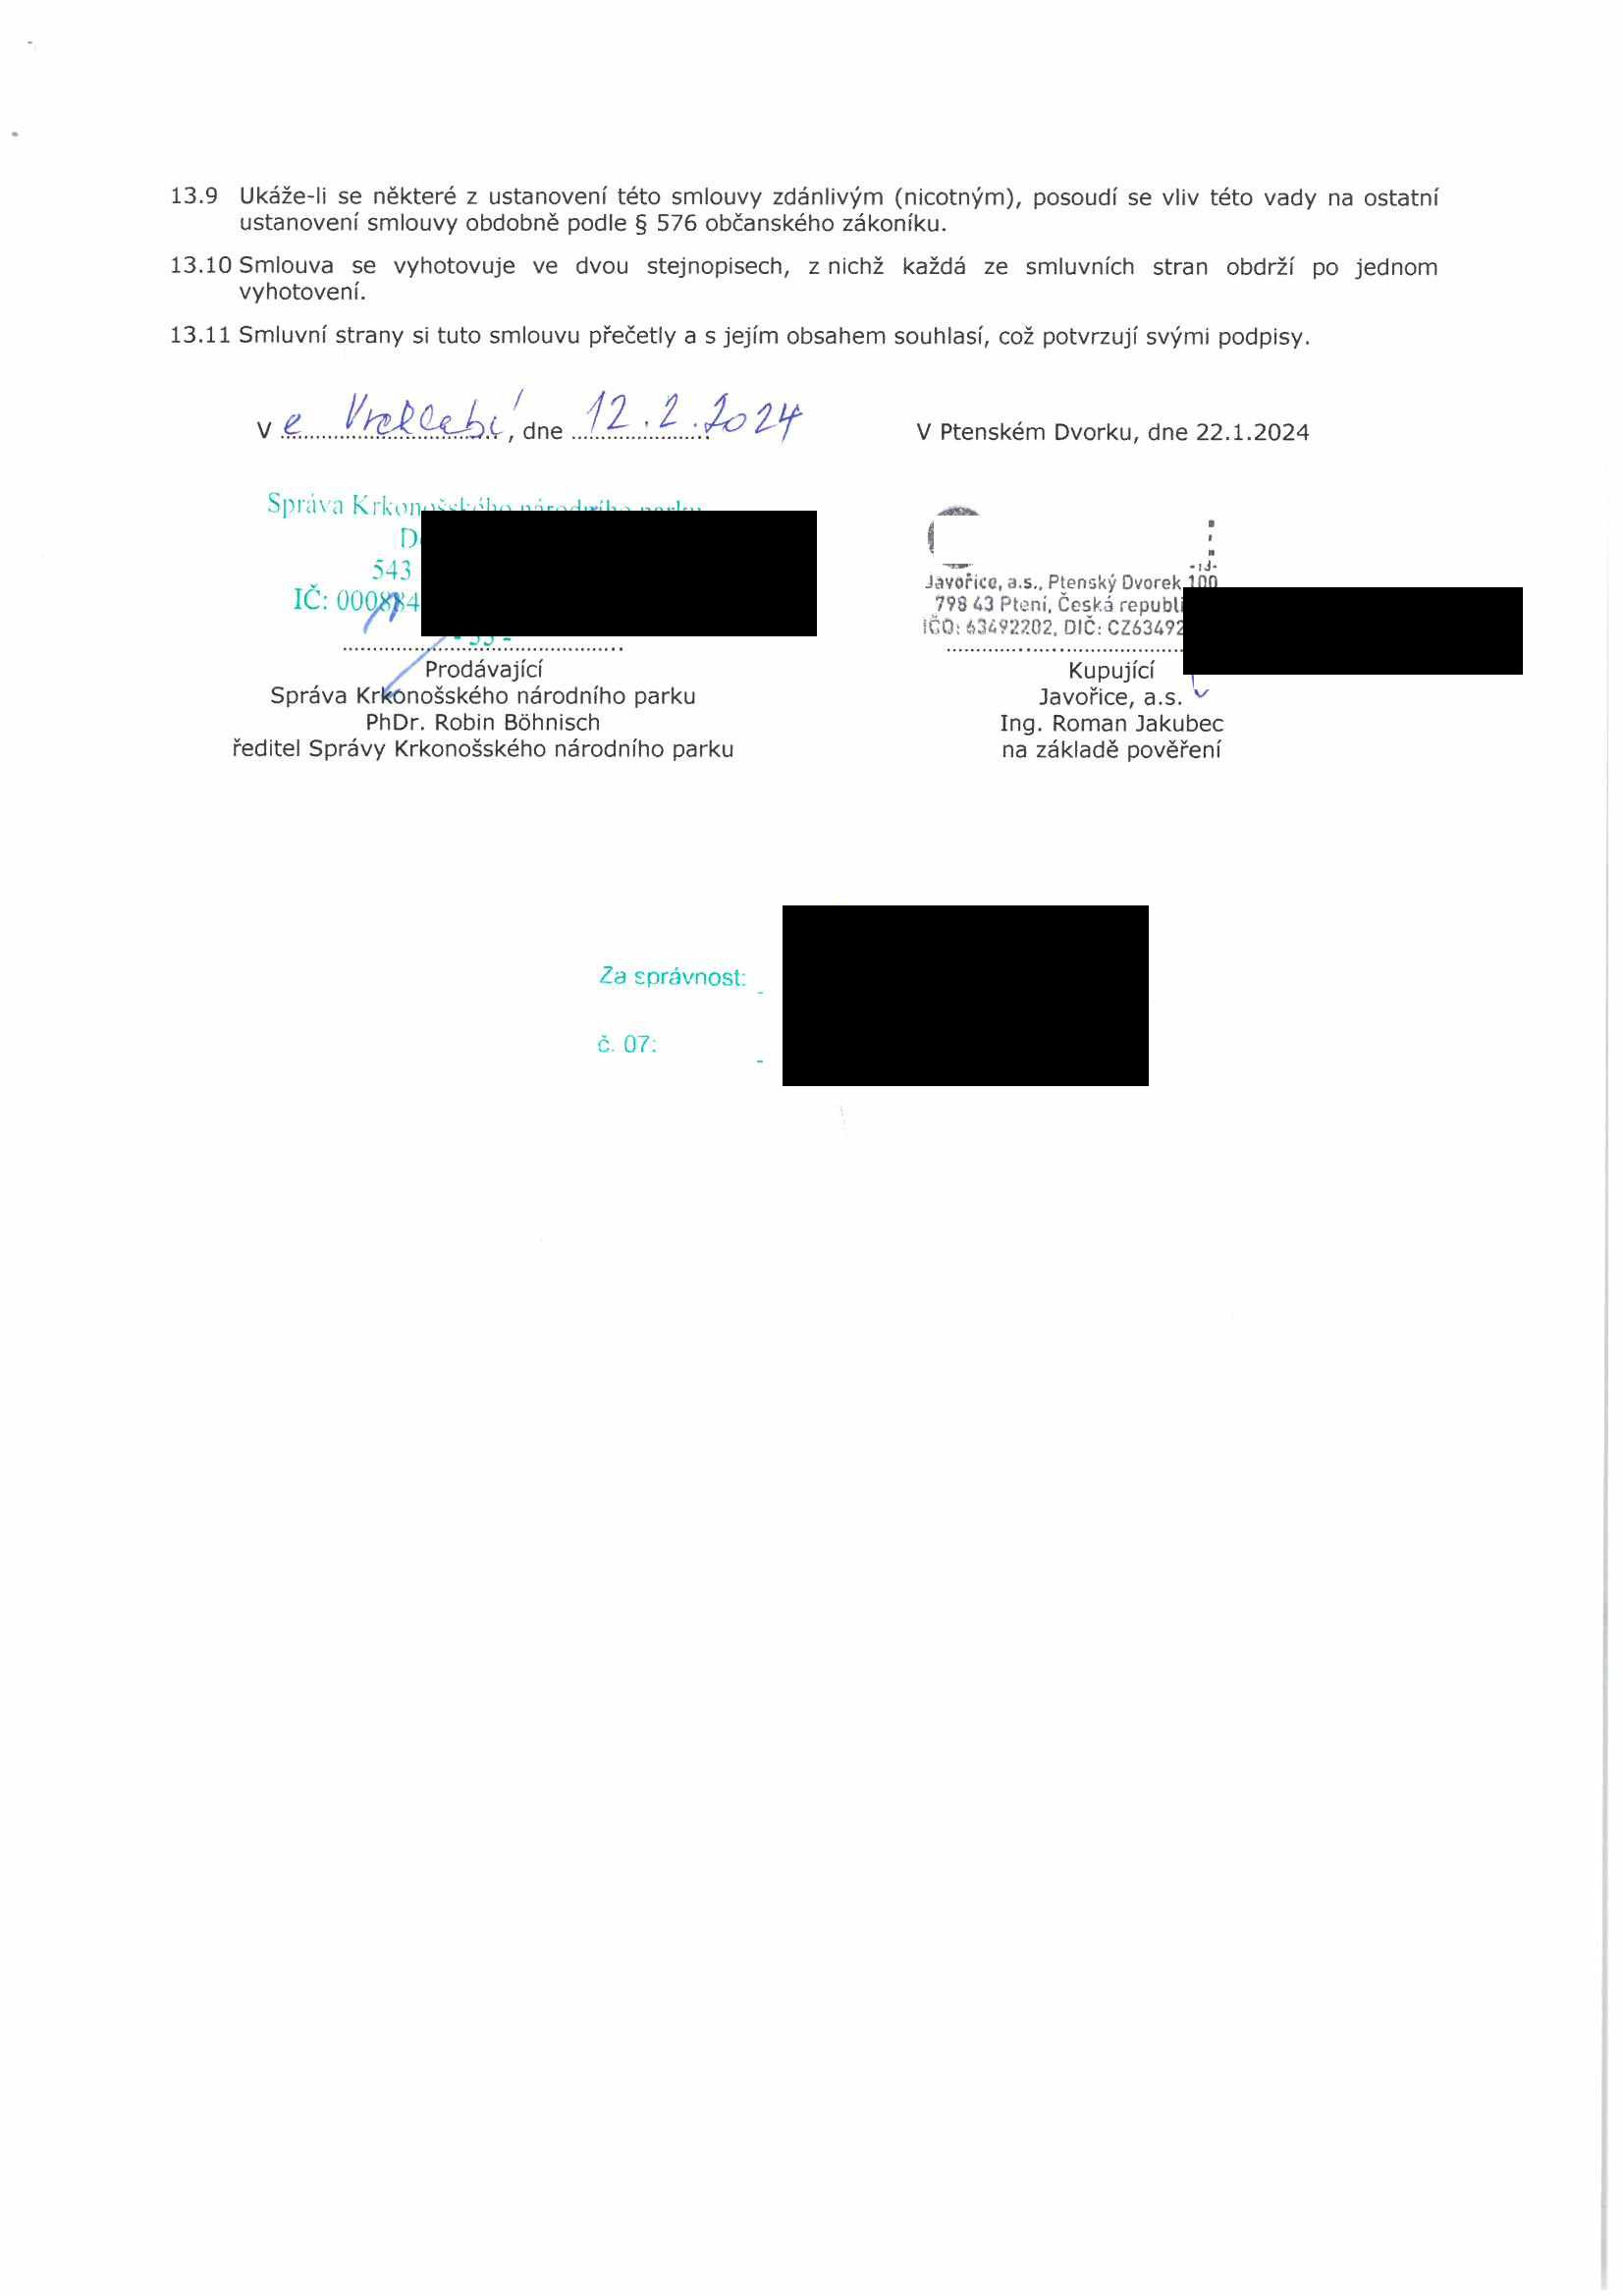 13.9 Ukáže-li se některé z ustanovení této smlouvy zdánlivým (nicotným), posoudí se vliv této vady na ostatní
ustanovení smlouvy obdobně podle § 576 občanského zákoníku.
13.10 Smlouva se vyhotovuje ve dvou stejnopisech, z nichž každá ze smluvních stran obdrží po jednom
vyhotovení.
13.11 Smluvní strany si tuto smlouvu přečetly a s jejím obsahem souhlasí, což potvrzují svými podpisy.
V e Vrchlabí, dne 12.2.2024
Správa Krkonošského národního parku
543
IČ: 000884
Prodávající
Správa Krkonošského národního parku
PhDr. Robin Böhnisch
ředitel Správy Krkonošského národního parku
V Ptenském Dvorku, dne 22.1.2024
Javořice, a.s., Ptenský Dvorek 100
798 43 Ptení, Česká republi
IČO: 63492202, DIČ: CZ63492
Kupující
Javořice, a.s.
Ing. Roman Jakubec
na základě pověření
Za správnost:
č. 07: